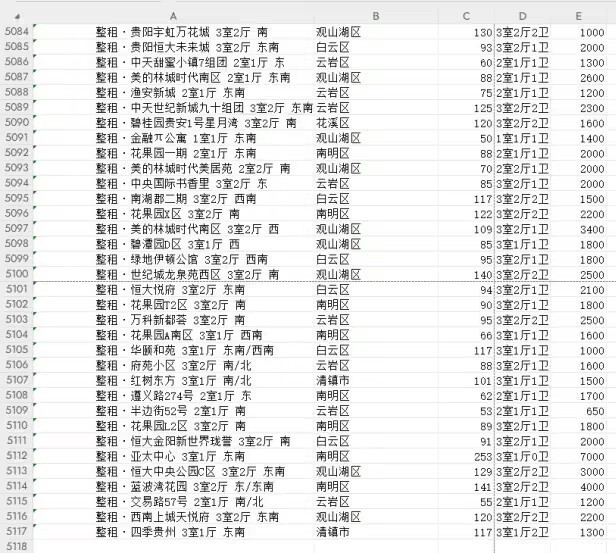 A B C D E
5084 整租·贵阳宇虹万花城 3室2厅 南 观山湖区 130 3室2厅2卫 1000
5085 整租·贵阳恒大未来城 3室2厅 东南 白云区 93 3室2厅1卫 2000
5086 整租·中天甜蜜小镇7组团 2室1厅 东 云岩区 60 2室1厅1卫 1300
5087 整租·美的林城时代南区 2室1厅 东南 观山湖区 88 2室1厅1卫 2600
5088 整租·渔安新城 2室1厅 东南 云岩区 75 2室1厅1卫 1200
5089 整租·中天世纪新城九十组团 3室2厅 东南 云岩区 125 3室2厅2卫 2300
5090 整租·碧桂园贵安1号星月湾 3室2厅 南 花溪区 120 3室2厅2卫 1600
5091 整租·金融π公寓 1室1厅 东南 观山湖区 50 1室1厅1卫 1400
5092 整租·花果园一期 2室1厅 东南 南明区 88 2室1厅1卫 2000
5093 整租·美的林城时代美居苑 2室2厅 南 观山湖区 70 2室2厅1卫 2000
5094 整租·中央国际书香里 3室2厅 东 云岩区 85 3室2厅1卫 2000
5095 整租·南湖郡二期 3室2厅 西南 白云区 117 3室2厅2卫 1500
5096 整租·花果园X区 3室2厅 南 南明区 122 3室2厅2卫 2200
5097 整租·美的林城时代南区 3室2厅 西 观山湖区 109 3室2厅1卫 3400
5098 整租·碧潭园D区 3室1厅 西 观山湖区 85 3室1厅1卫 1800
5099 整租·绿地伊顿公馆 3室2厅 西南 白云区 95 3室2厅1卫 1800
5100 整租·世纪城龙泉苑西区 3室2厅 南 观山湖区 140 3室2厅2卫 2500
5101 整租·恒大悦府 3室2厅 东南 白云区 94 3室2厅1卫 2100
5102 整租·花果园T2区 3室2厅 南 南明区 90 3室2厅1卫 1800
5103 整租·万科新都荟 3室2厅 南 云岩区 95 3室2厅2卫 2500
5104 整租·花果园A南区 3室1厅 西南 南明区 66 3室1厅1卫 1600
5105 整租·华颐和苑 3室1厅 东南/西南 白云区 117 3室1厅1卫 1000
5106 整租·府苑小区 3室2厅 南/北 云岩区 88 3室2厅1卫 1600
5107 整租·红树东方 3室1厅 南/北 清镇市 101 3室1厅1卫 1500
5108 整租·遵义路274号 2室1厅 东 南明区 62 2室1厅1卫 1700
5109 整租·半边街52号 2室1厅 南 云岩区 53 2室1厅1卫 650
5110 整租·花果园L2区 3室2厅 南 南明区 89 3室2厅1卫 1800
5111 整租·恒大金阳新世界珑誉 3室2厅 南 白云区 91 3室2厅1卫 2000
5112 整租·亚太中心 3室1厅 东南 南明区 253 3室1厅0卫 7000
5113 整租·恒大中央公园C区 3室2厅 东南 观山湖区 129 3室2厅2卫 3000
5114 整租·蓝波湾花园 3室2厅 东/东南 南明区 141 3室2厅2卫 4000
5115 整租·交易路57号 2室1厅 南/北 云岩区 55 2室1厅1卫 1200
5116 整租·西南上城天悦府 3室2厅 东南 观山湖区 120 3室2厅2卫 2200
5117 整租·四季贵州 3室1厅 东南 清镇市 117 3室1厅2卫 1300
5118